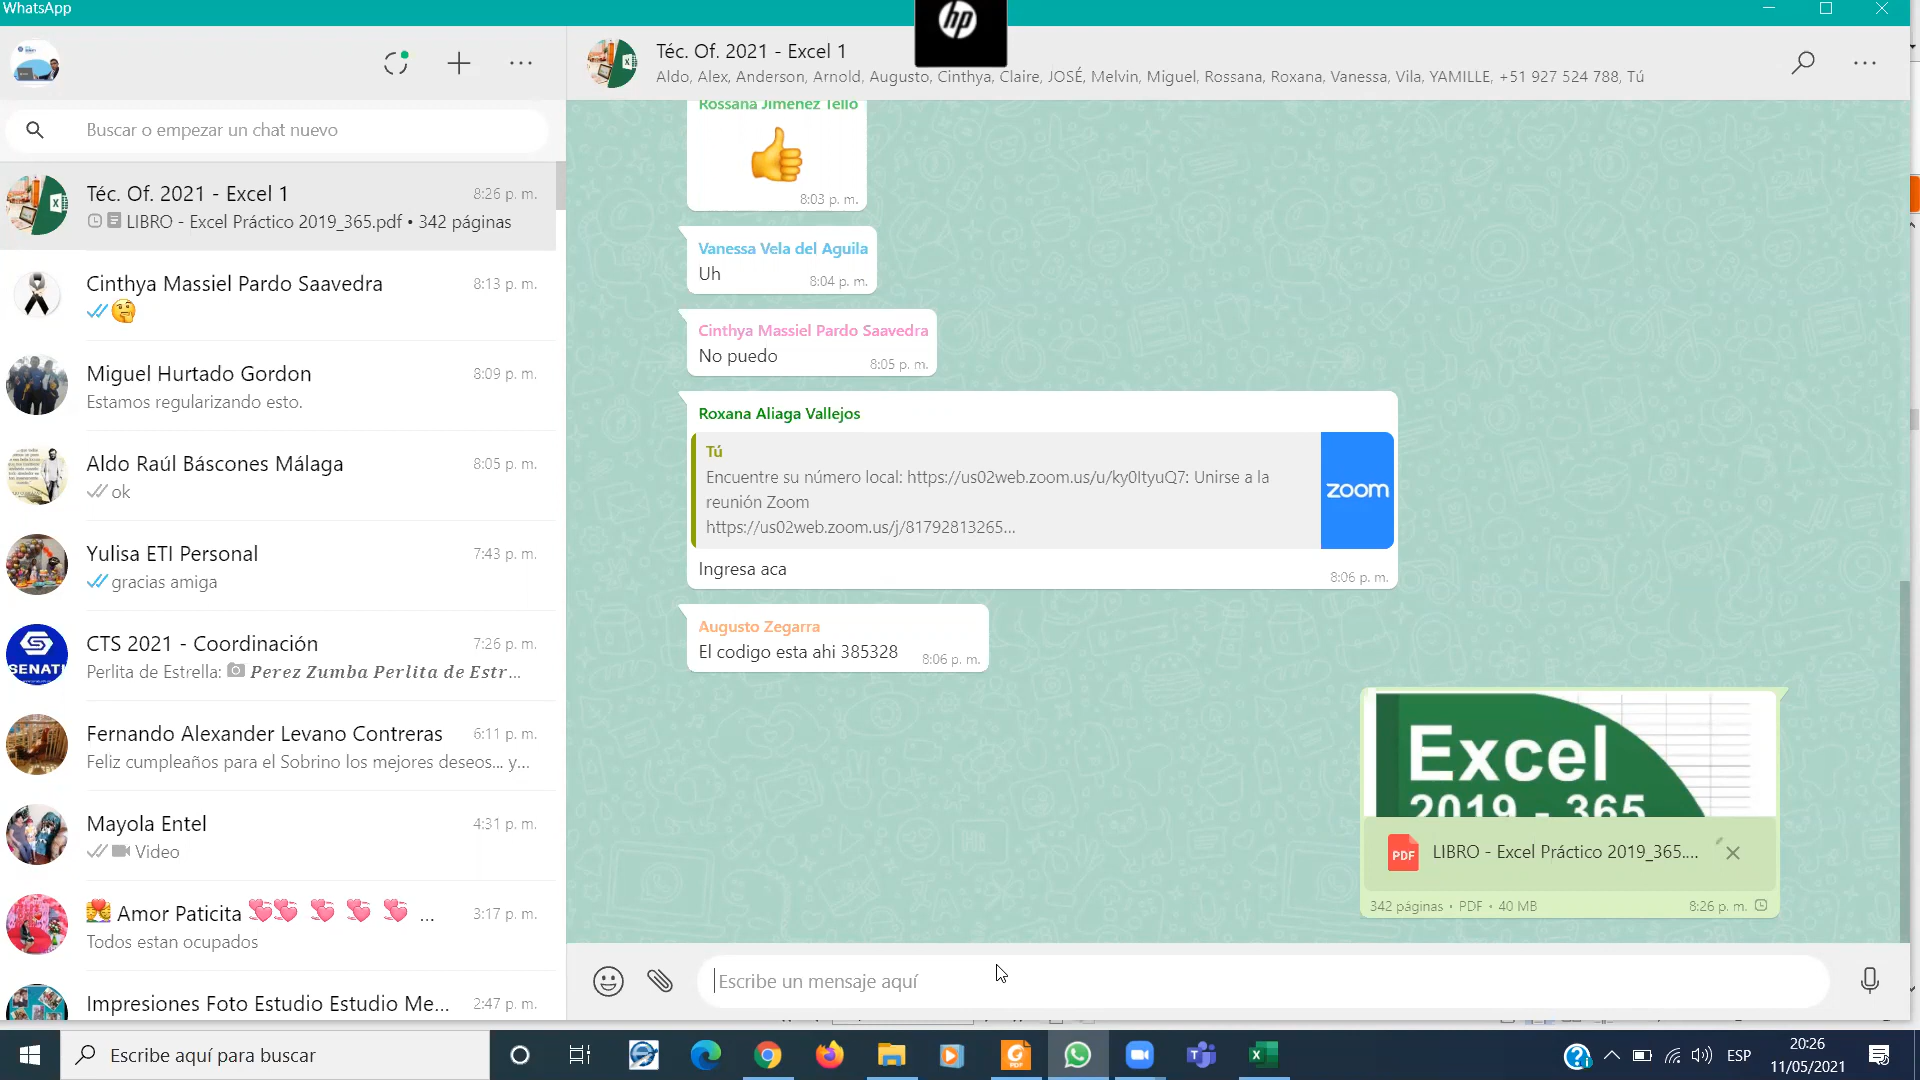 WhatsApp
hp
Buscar o empezar un chat nuevo
Téc. Of. 2021 - Excel 1
8:26 p. m.
LIBRO - Excel Práctico 2019_365.pdf • 342 páginas
Cinthya Massiel Pardo Saavedra
8:13 p. m.
Miguel Hurtado Gordon
8:09 p. m.
Estamos regularizando esto.
Aldo Raúl Báscones Málaga
8:05 p. m.
ok
Yulisa ETI Personal
7:43 p. m.
gracias amiga
SENATI
CTS 2021 - Coordinación
7:26 p. m.
Perlita de Estrella: Perez Zumba Perlita de Estr...
Fernando Alexander Levano Contreras
6:11 p. m.
Feliz cumpleaños para el Sobrino los mejores deseos... y...
Mayola Entel
4:31 p. m.
Video
Amor Paticita ...
3:17 p. m.
Todos estan ocupados
Impresiones Foto Estudio Estudio Me...
2:47 p. m.
Téc. Of. 2021 - Excel 1
Aldo, Alex, Anderson, Arnold, Augusto, Cinthya, Claire, JOSÉ, Melvin, Miguel, Rossana, Roxana, Vanessa, Vila, YAMILLE, +51 927 524 788, Tú
Rossana Jimenez Tello
8:03 p. m.
Vanessa Vela del Aguila
Uh
8:04 p. m.
Cinthya Massiel Pardo Saavedra
No puedo
8:05 p. m.
Roxana Aliaga Vallejos
Tú
Encuentre su número local: https://us02web.zoom.us/u/ky0ItyuQ7: Unirse a la
reunión Zoom
https://us02web.zoom.us/j/81792813265...
zoom
Ingresa aca
8:06 p. m.
Augusto Zegarra
El codigo esta ahi 385328
8:06 p. m.
Excel
2019 - 365
PDF
LIBRO - Excel Práctico 2019_365....
342 páginas • PDF • 40 MB
8:26 p. m.
Escribe un mensaje aquí
Escribe aquí para buscar
PDF
ESP
20:26
11/05/2021